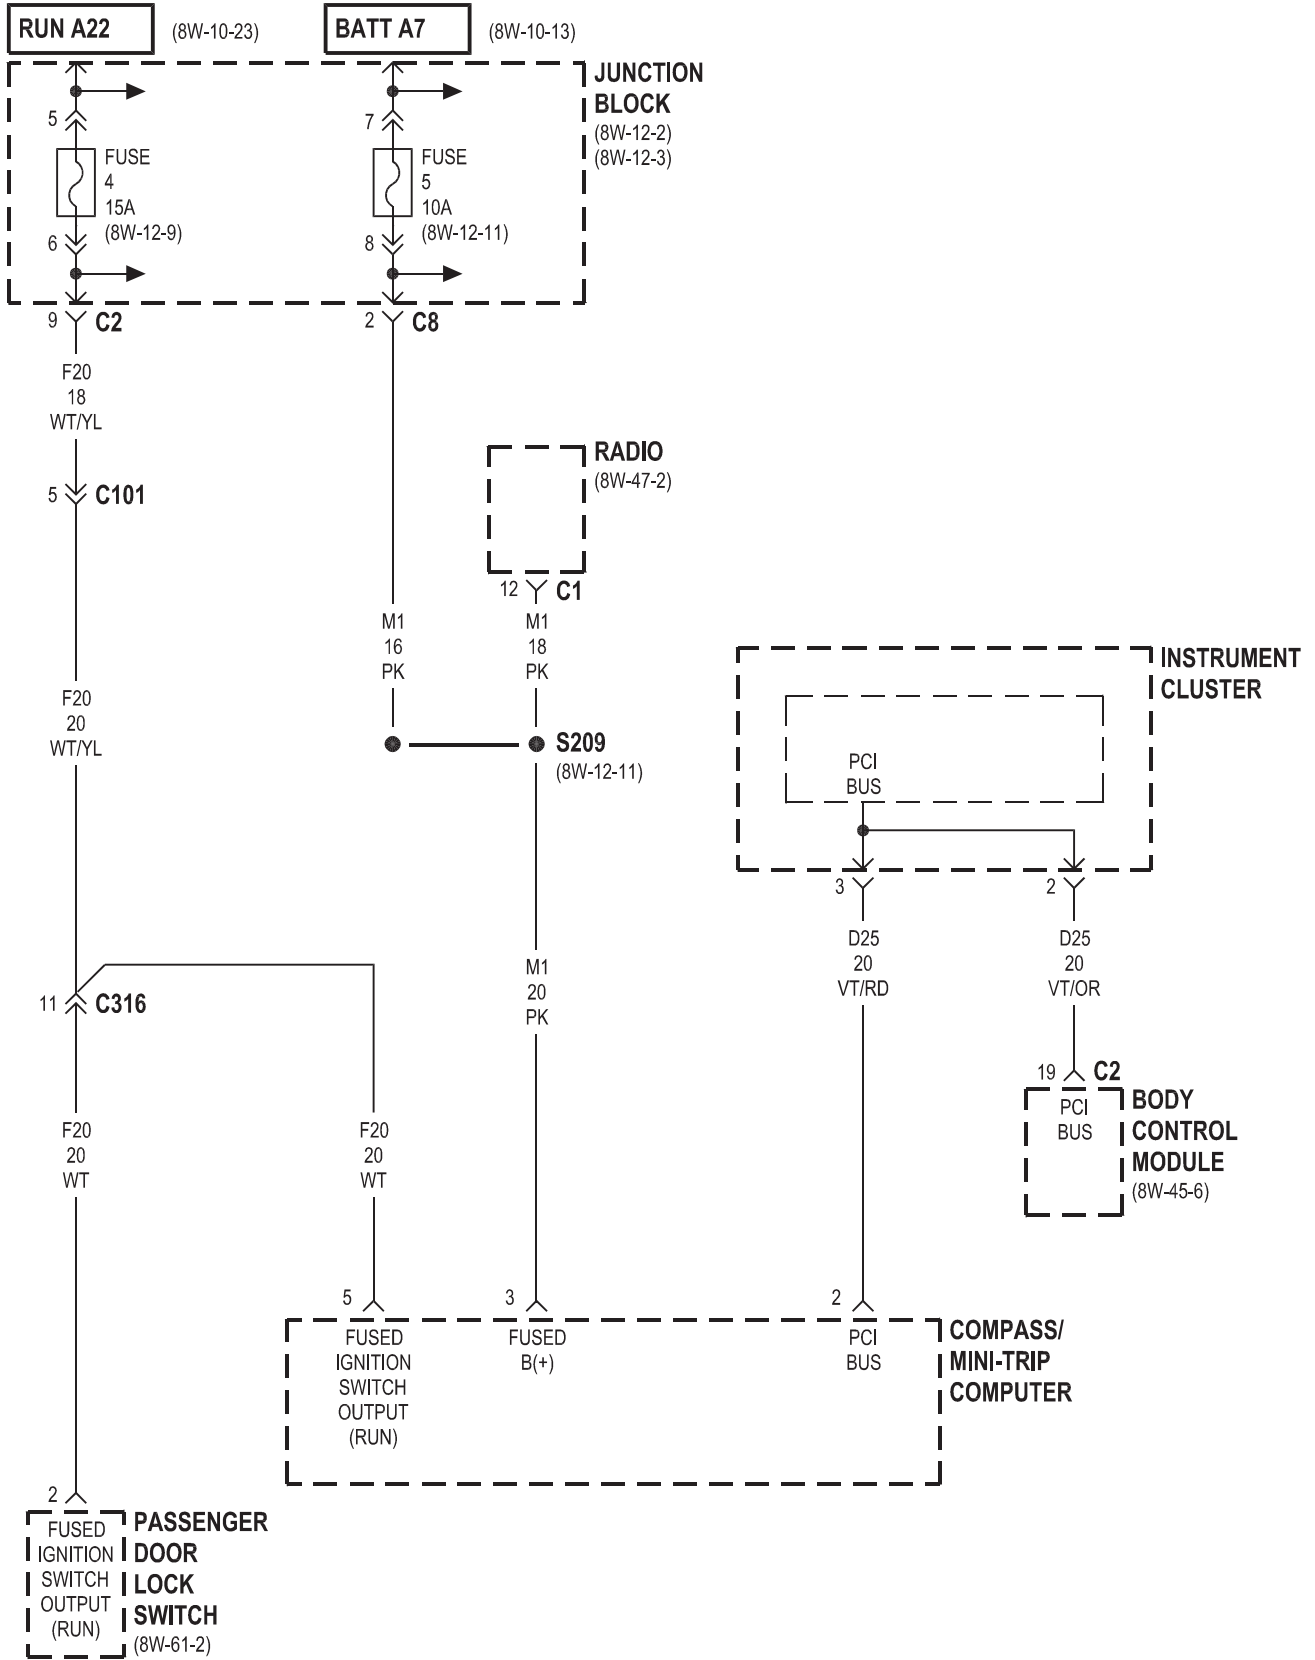 RUN A22
(8W-10-23)
BATT A7
(8W-10-13)
JUNCTION
BLOCK
(8W-12-2)
(8W-12-3)
5
FUSE
4
15A
(8W-12-9)
6
7
FUSE
5
10A
(8W-12-11)
8
9
C2
2
C8
F20
18
WT/YL
5
C101
RADIO
(8W-47-2)
12
C1
M1
16
PK
M1
18
PK
F20
20
WT/YL
S209
(8W-12-11)
INSTRUMENT
CLUSTER
PCI
BUS
3
2
D25
20
VT/RD
D25
20
VT/OR
M1
20
PK
11
C316
19
C2
PCI
BUS
BODY
CONTROL
MODULE
(8W-45-6)
F20
20
WT
F20
20
WT
5
3
2
FUSED
IGNITION
SWITCH
OUTPUT
(RUN)
FUSED
B(+)
PCI
BUS
COMPASS/
MINI-TRIP
COMPUTER
2
FUSED
IGNITION
SWITCH
OUTPUT
(RUN)
PASSENGER
DOOR
LOCK
SWITCH
(8W-61-2)